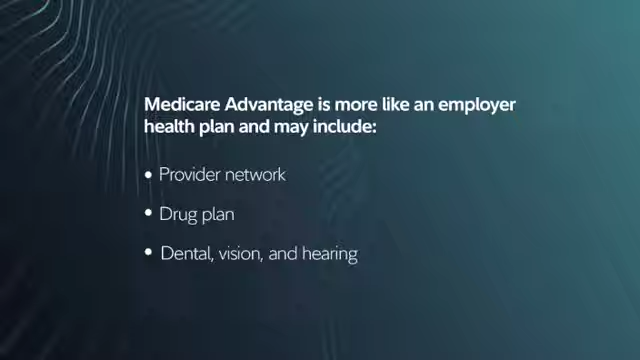 Medicare Advantage is more like an employer
health plan and may include:
• Provider network
• Drug plan
• Dental, vision, and hearing